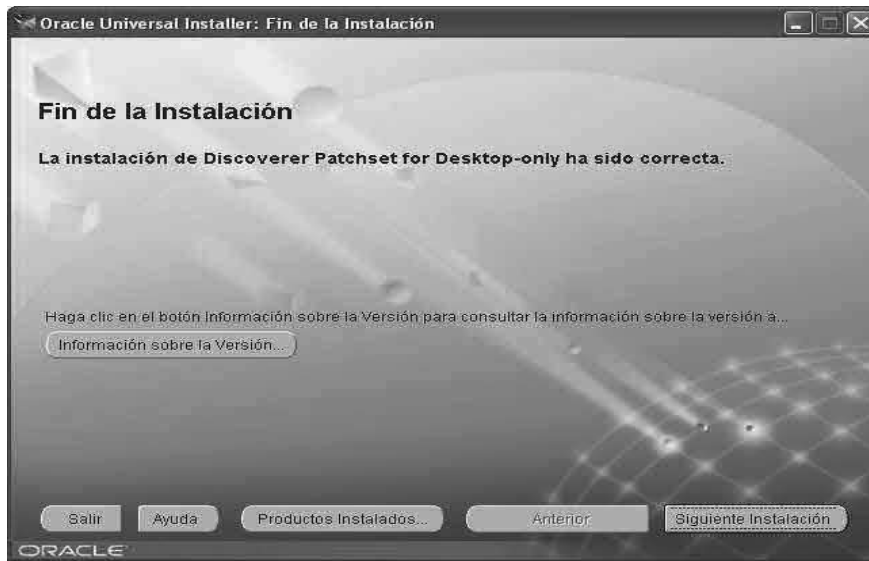 Oracle Universal Installer: Fin de la Instalación
Fin de la Instalación
La instalación de Discoverer Patchset for Desktop-only ha sido correcta.
Haga clic en el botón Información sobre la Versión para consultar la información sobre la versión a...
Información sobre la Versión...
Salir
Ayuda
Productos Instalados...
Anterior
Siguiente Instalación
ORACLE